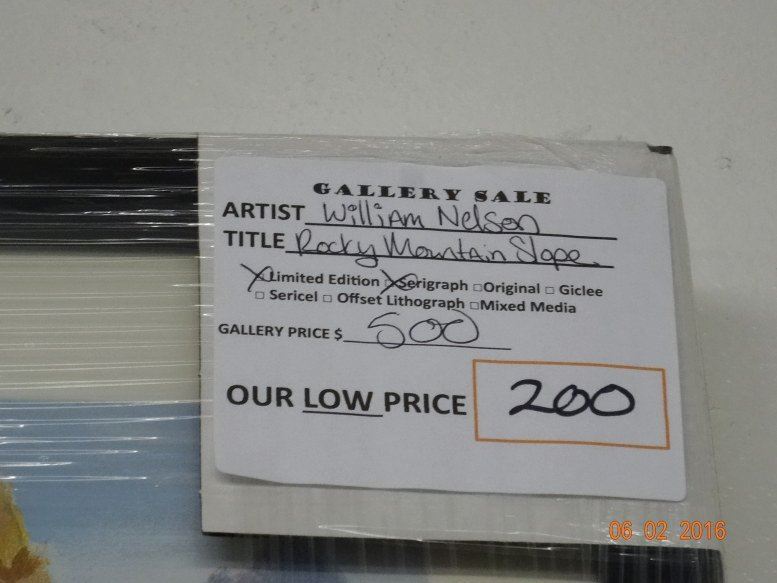 GALLERY SALE
ARTIST William Nelson
TITLE Rocky Mountain Slope
Limited Edition Serigraph Original Giclee
Sericel Offset Lithograph Mixed Media
GALLERY PRICE $ 500
OUR LOW PRICE 200
06 02 2016